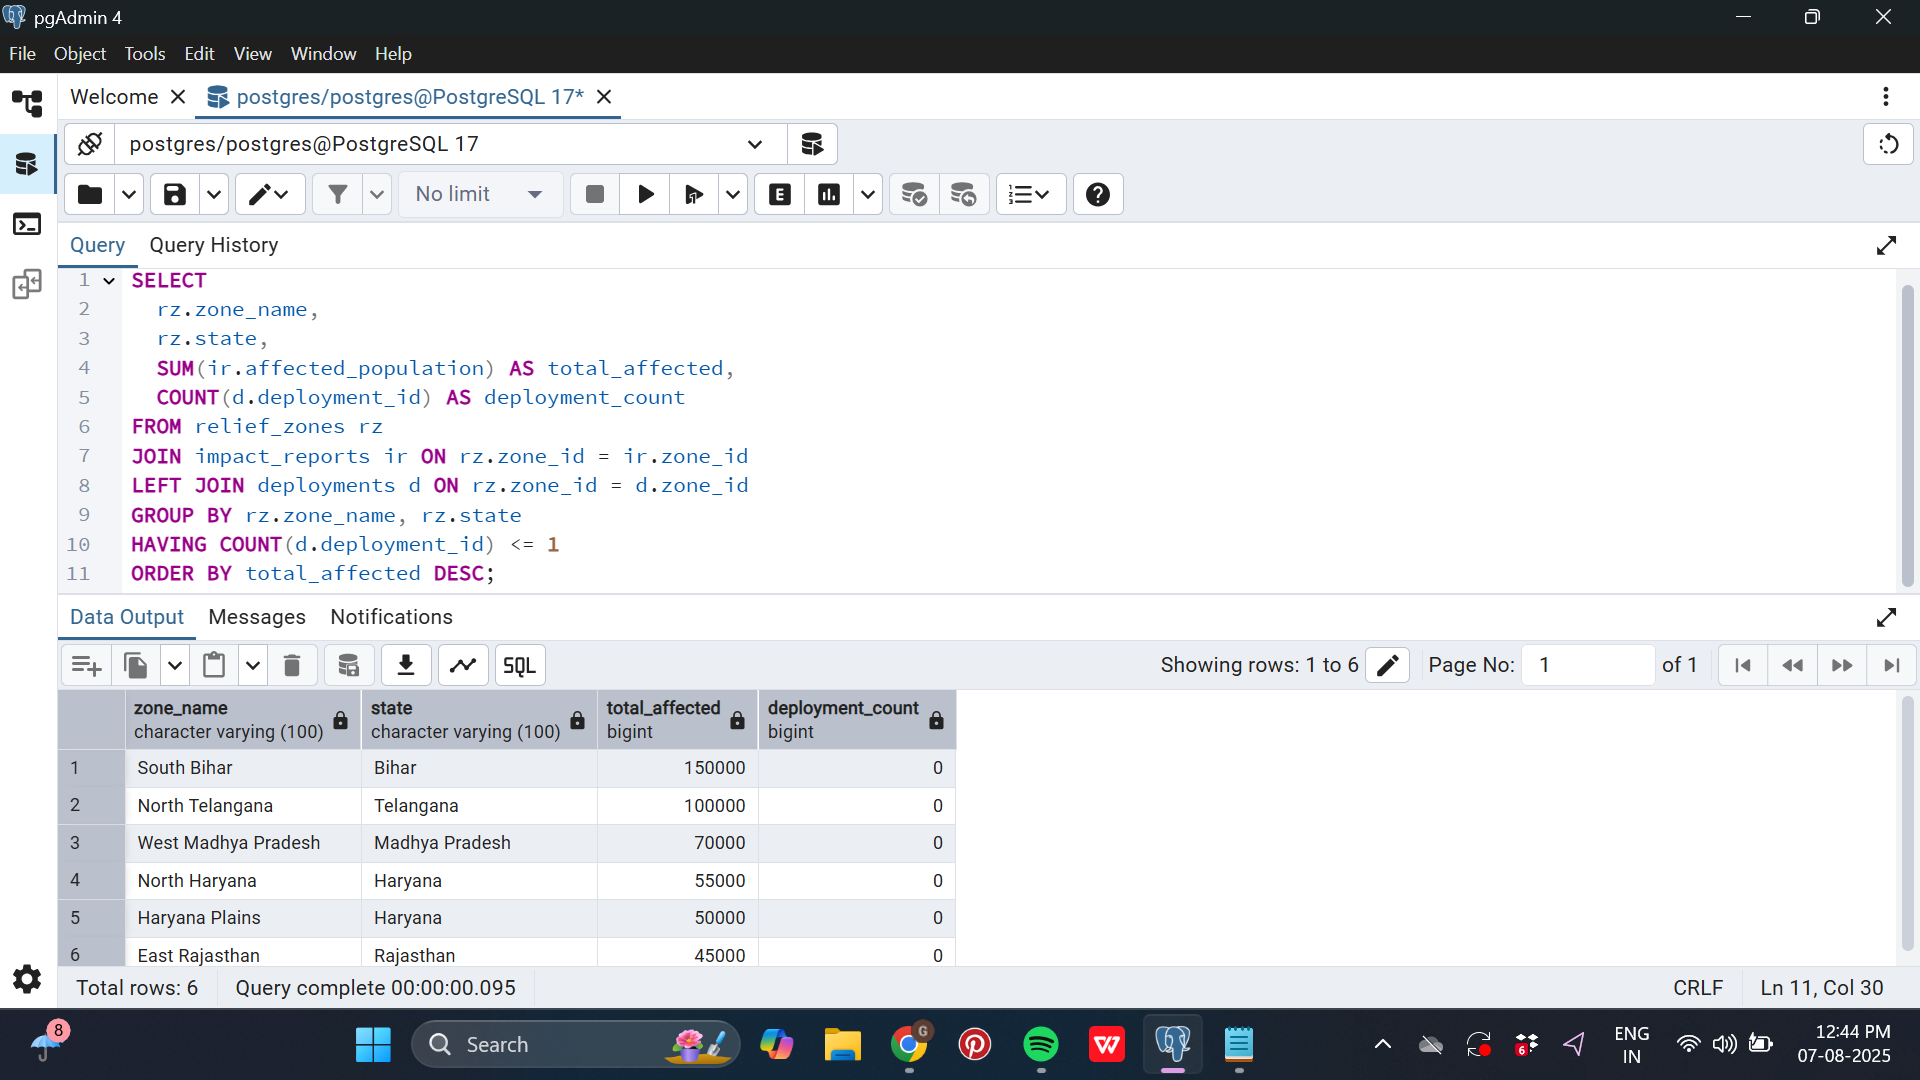 pgAdmin 4
File Object Tools Edit View Window Help
Welcome postgres/postgres@PostgreSQL 17*
postgres/postgres@PostgreSQL 17
No limit E
Query Query History
1 SELECT
2 rz.zone_name,
3 rz.state,
4 SUM(ir.affected_population) AS total_affected,
5 COUNT(d.deployment_id) AS deployment_count
6 FROM relief_zones rz
7 JOIN impact_reports ir ON rz.zone_id = ir.zone_id
8 LEFT JOIN deployments d ON rz.zone_id = d.zone_id
9 GROUP BY rz.zone_name, rz.state
10 HAVING COUNT(d.deployment_id) <= 1
11 ORDER BY total_affected DESC;
Data Output Messages Notifications
SQL Showing rows: 1 to 6 Page No: 1 of 1
zone_name state total_affected deployment_count
character varying (100) character varying (100) bigint bigint
1 South Bihar Bihar 150000 0
2 North Telangana Telangana 100000 0
3 West Madhya Pradesh Madhya Pradesh 70000 0
4 North Haryana Haryana 55000 0
5 Haryana Plains Haryana 50000 0
6 East Rajasthan Rajasthan 45000 0
Total rows: 6 Query complete 00:00:00.095 CRLF Ln 11, Col 30
8 Search G W 6 ENG 12:44 PM
IN 07-08-2025